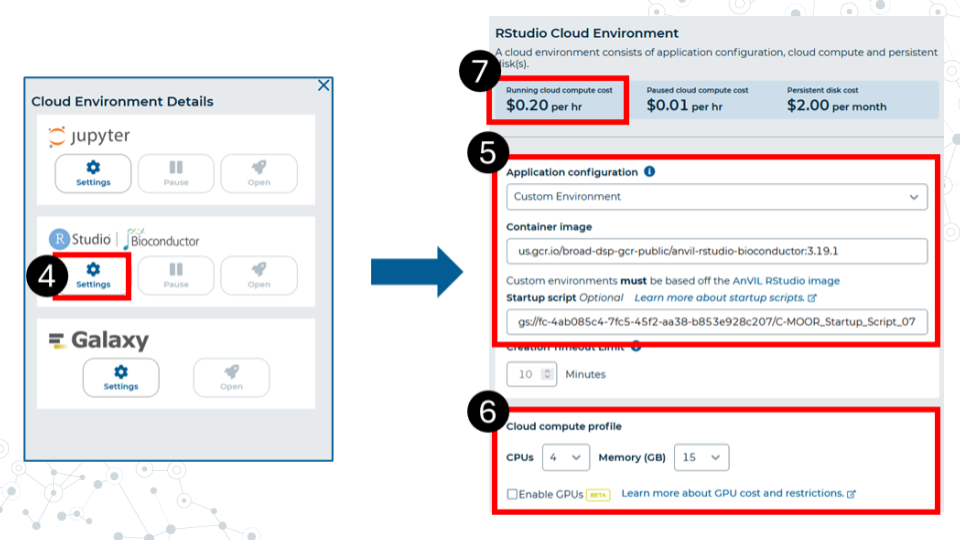 Cloud Environment Details
jupyter
Settings
Pause
Open
R Studio | Bioconductor
4
Settings
Pause
Open
Galaxy
Settings
Open
RStudio Cloud Environment
A cloud environment consists of application configuration, cloud compute and persistent
disk(s).
7
Running cloud compute cost
$0.20 per hr
Paused cloud compute cost
$0.01 per hr
Persistent disk cost
$2.00 per month
5
Application configuration
Custom Environment
Container image
us.gcr.io/broad-dsp-gcr-public/anvil-rstudio-bioconductor:3.19.1
Custom environments must be based off the AnVIL RStudio image
Startup script Optional Learn more about startup scripts.
gs://fc-4ab085c4-7fc5-45f2-aa38-b853e928c207/C-MOOR_Startup_Script_07
Creation Timeout Limit
10 Minutes
6
Cloud compute profile
CPUs 4 Memory (GB) 15
Enable GPUs BETA Learn more about GPU cost and restrictions.